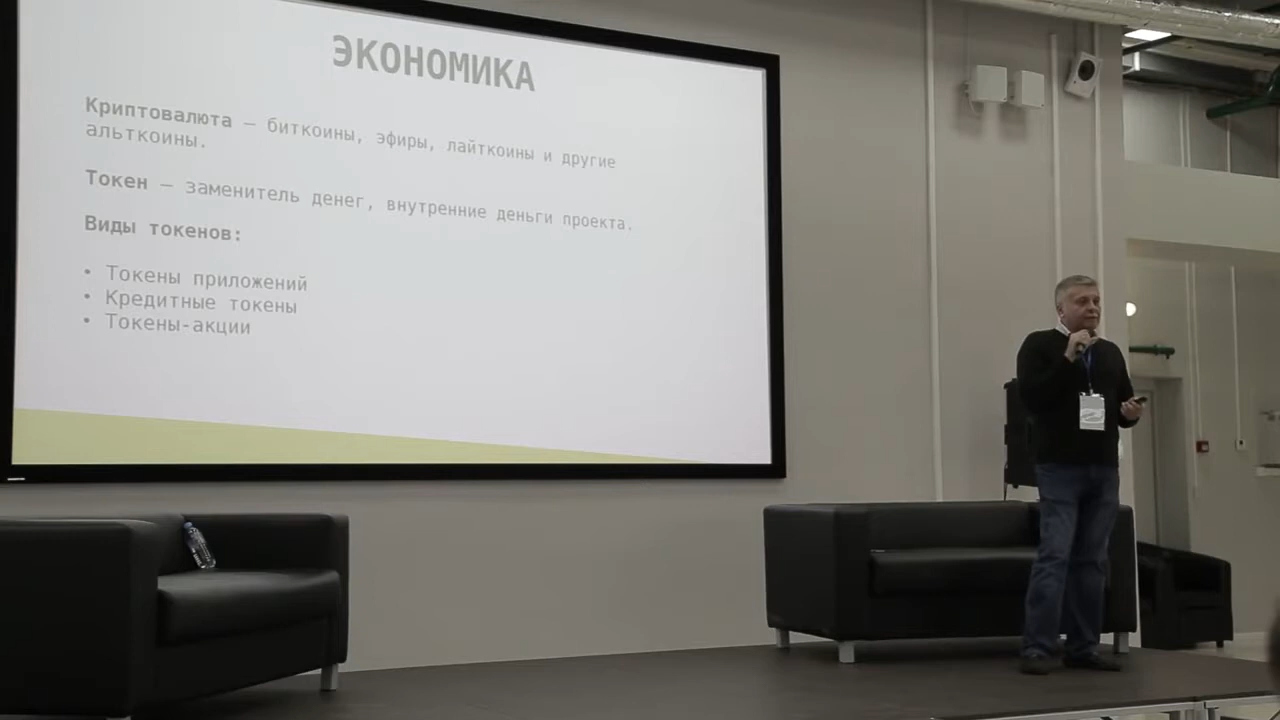 ЭКОНОМИКА
Криптовалюта — биткоины, эфиры, лайткоины и другие
альткоины.
Токен — заменитель денег, внутренние деньги проекта.
Виды токенов:
• Токены приложений
• Кредитные токены
• Токены-акции